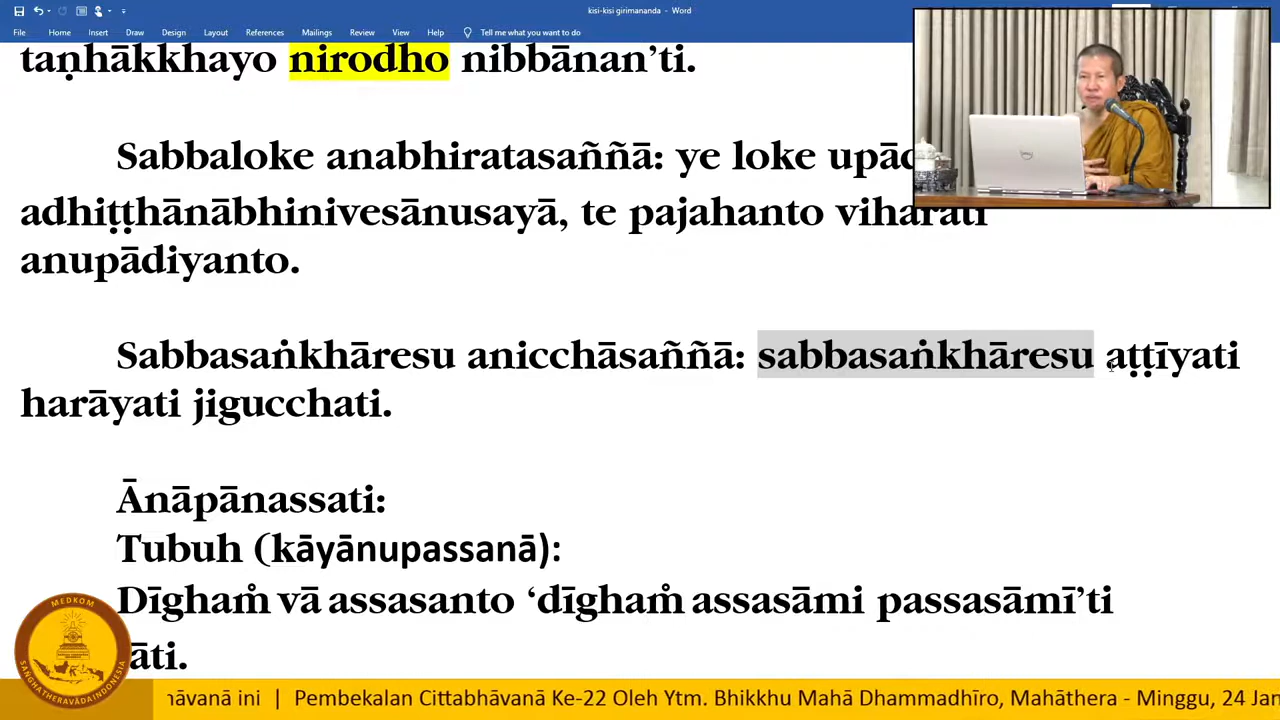 kisi-kisi girimananda - Word
File Home Insert Draw Design Layout References Mailings Review View Help Tell me what you want to do
taṇhākkhayo nirodho nibbānan’ti.
Sabbaloke anabhiratasaññā: ye loke
adhiṭṭhānābhinivesānusayā, te pajahanto viharati
anupādiyanto.
Sabbasaṅkhāresu anicchāsaññā: sabbasaṅkhāresu aṭṭīyati
harāyati jigucchati.
Ānāpānassati:
Tubuh (kāyānupassanā):
Dīghaṁ vā assasanto ‘dīghaṁ assasāmi passasāmī’ti
āti.
MEDKOM
SAṄGHA THERAVĀDA INDONESIA
ini | Pembekalan Cittabhāvanā Ke-22 Oleh Ytm. Bhikkhu Mahā Dhammadhīro, Mahāthera - Minggu, 24 Jan